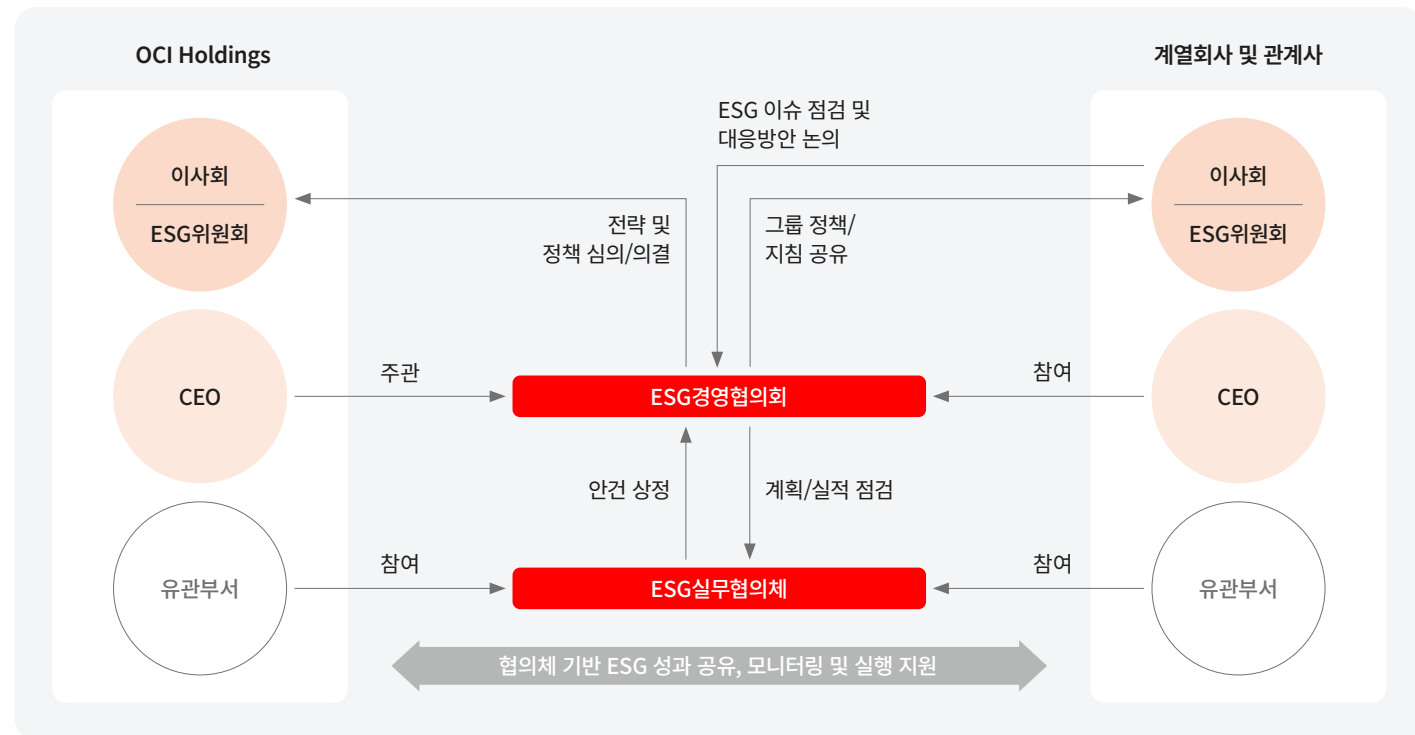 OCI Holdings
계열회사 및 관계사
ESG 이슈 점검 및
대응방안 논의
이사회
ESG위원회
전략 및
정책 심의/의결
그룹 정책/
지침 공유
이사회
ESG위원회
CEO
주관
ESG경영협의회
참여
CEO
안건 상정
계획/실적 점검
유관부서
참여
ESG실무협의체
참여
유관부서
협의체 기반 ESG 성과 공유, 모니터링 및 실행 지원